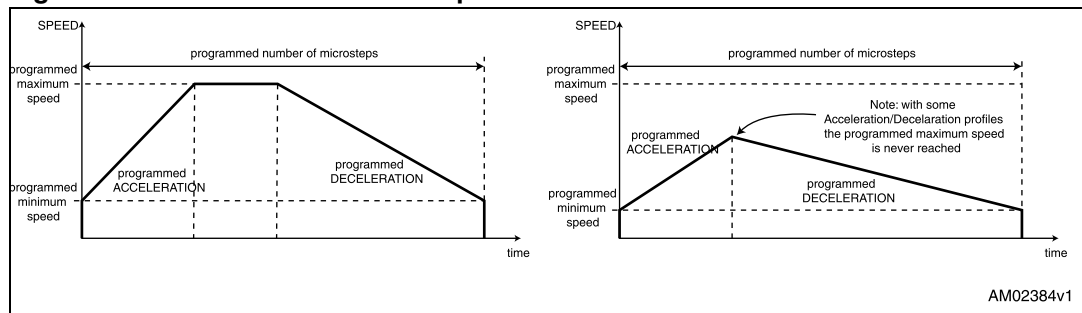 SPEED
programmed number of microsteps
programmed
maximum
speed
programmed
ACCELERATION
programmed
DECELERATION
programmed
minimum
speed
time
SPEED
programmed number of microsteps
programmed
maximum
speed
Note: with some
Acceleration/Decelaration profiles
the programmed maximum speed
is never reached
programmed
ACCELERATION
programmed
DECELERATION
programmed
minimum
speed
time
AM02384v1